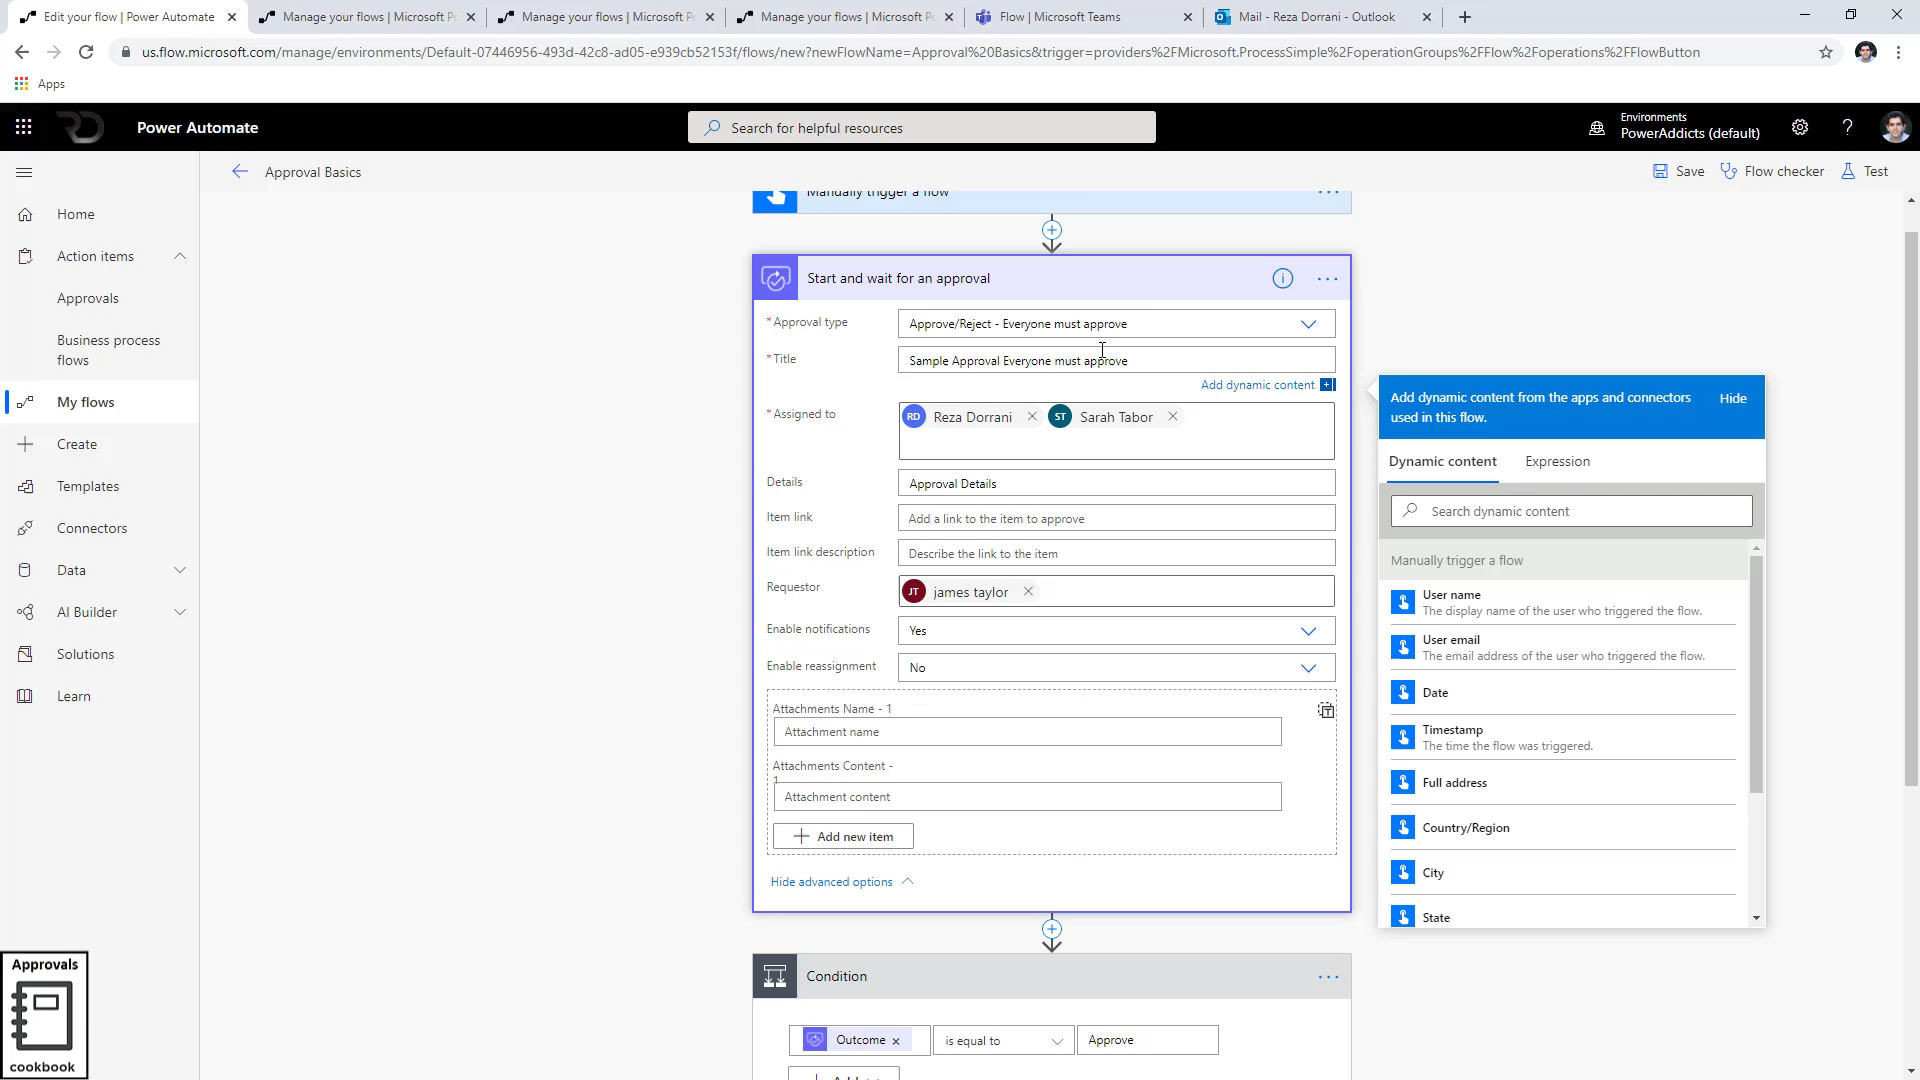 Edit your flow | Power Automate
Manage your flows | Microsoft Po
Manage your flows | Microsoft Po
Manage your flows | Microsoft Po
Flow | Microsoft Teams
Mail - Reza Dorrani - Outlook
us.flow.microsoft.com/manage/environments/Default-07446956-493d-42c8-ad05-e939cb52153f/flows/new?newFlowName=Approval%20Basics&trigger=providers%2FMicrosoft.ProcessSimple%2FoperationGroups%2FFlow%2Foperations%2FFlowButton
Apps
Power Automate
Search for helpful resources
Environments
PowerAddicts (default)
?
Approval Basics
Save
Flow checker
Test
Home
Action items
Approvals
Business process
flows
My flows
Create
Templates
Connectors
Data
AI Builder
Solutions
Learn
Manually trigger a flow
Start and wait for an approval
* Approval type
Approve/Reject - Everyone must approve
* Title
Sample Approval Everyone must approve
Add dynamic content
* Assigned to
RD Reza Dorrani
ST Sarah Tabor
Details
Approval Details
Item link
Add a link to the item to approve
Item link description
Describe the link to the item
Requestor
JT james taylor
Enable notifications
Yes
Enable reassignment
No
Attachments Name - 1
Attachment name
Attachments Content -
1
Attachment content
Add new item
Hide advanced options
Condition
Outcome
is equal to
Approve
Add dynamic content from the apps and connectors
used in this flow.
Hide
Dynamic content
Expression
Search dynamic content
Manually trigger a flow
User name
The display name of the user who triggered the flow.
User email
The email address of the user who triggered the flow.
Date
Timestamp
The time the flow was triggered.
Full address
Country/Region
City
State
Approvals
cookbook